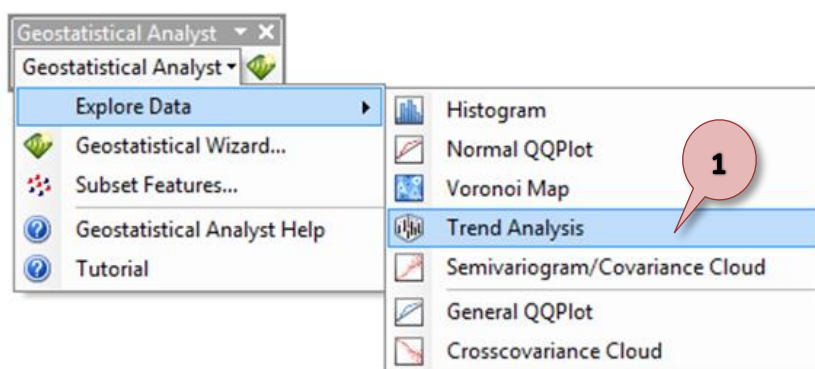 Geostatistical Analyst
Geostatistical Analyst
Explore Data
Geostatistical Wizard...
Subset Features...
Geostatistical Analyst Help
Tutorial
Histogram
Normal QQPlot
Voronoi Map
Trend Analysis
Semivariogram/Covariance Cloud
General QQPlot
Crosscovariance Cloud
1